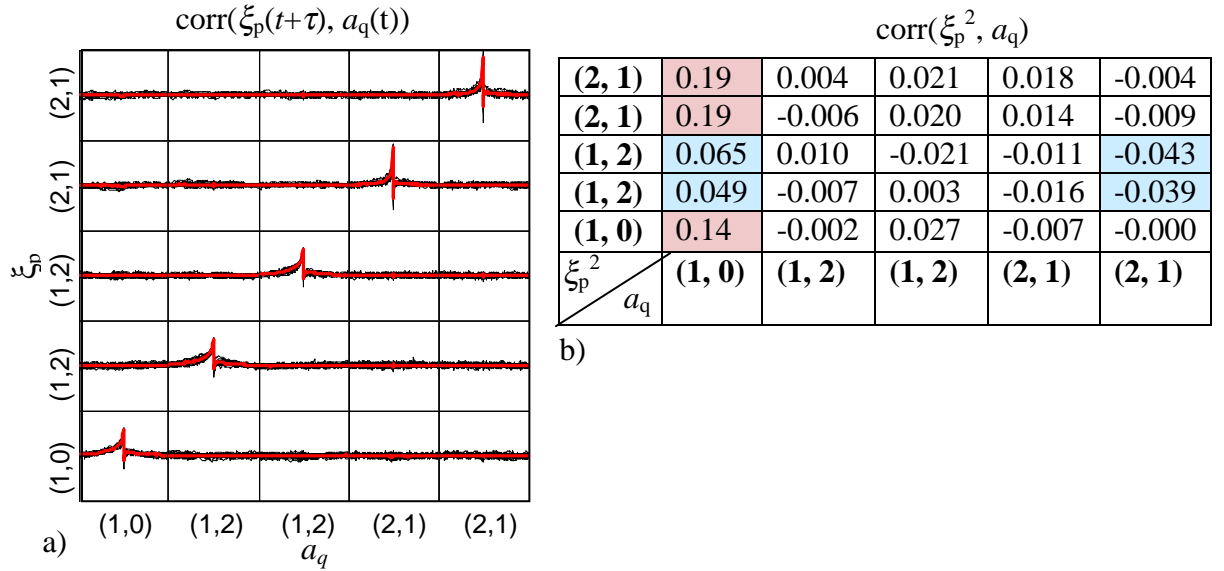 corr(ξp(t+τ), aq(t))
(2,1)
(2,1)
(1,2)
(1,2)
(1,0)
ξp
(1,0) (1,2) (1,2) (2,1) (2,1)
aq
a)
corr(ξp², aq)
(2, 1) 0.19 0.004 0.021 0.018 -0.004
(2, 1) 0.19 -0.006 0.020 0.014 -0.009
(1, 2) 0.065 0.010 -0.021 -0.011 -0.043
(1, 2) 0.049 -0.007 0.003 -0.016 -0.039
(1, 0) 0.14 -0.002 0.027 -0.007 -0.000
ξp² aq (1, 0) (1, 2) (1, 2) (2, 1) (2, 1)
b)